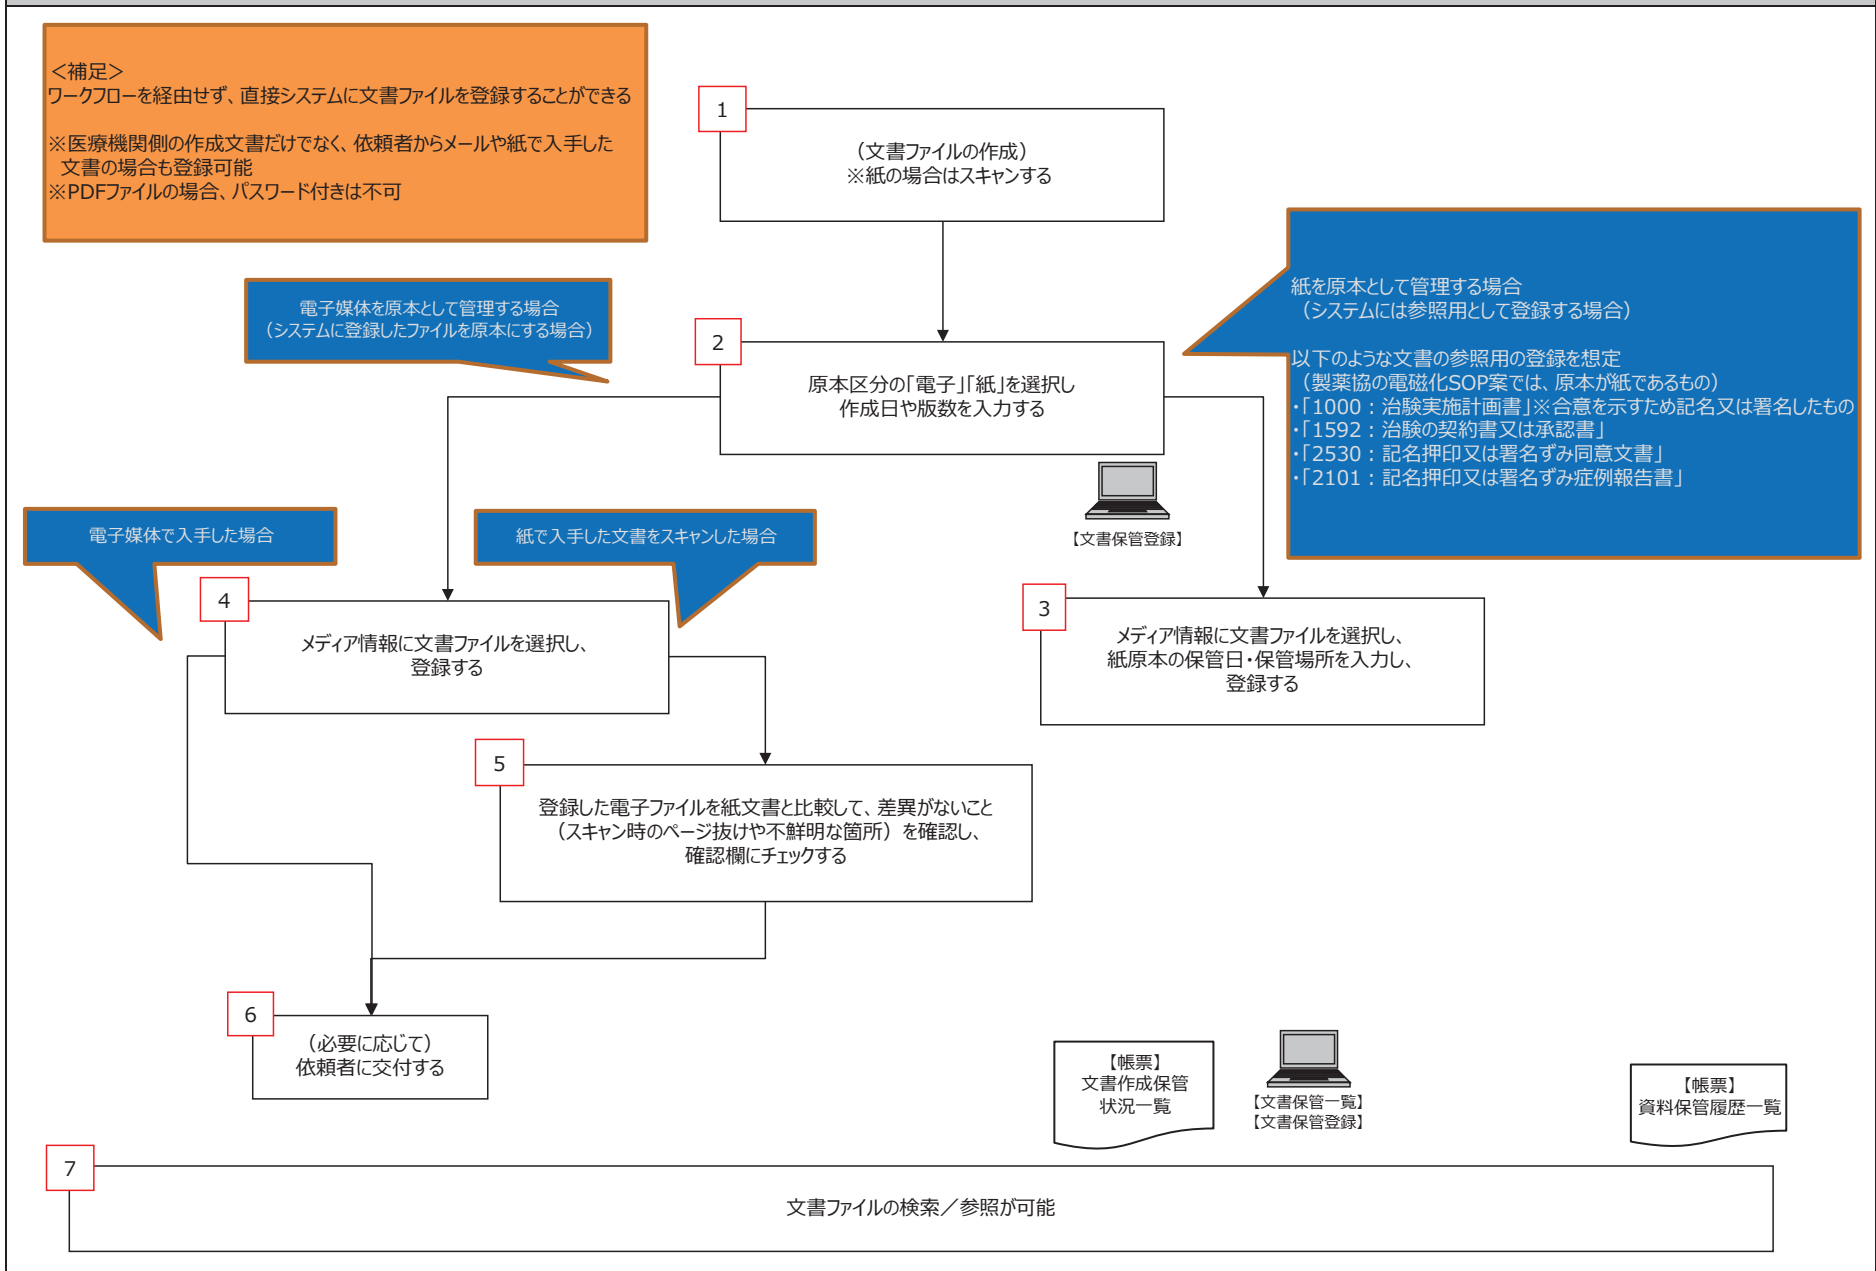 ＜補足＞
ワークフローを経由せず、直接システムに文書ファイルを登録することができる
※医療機関側の作成文書だけでなく、依頼者からメールや紙で入手した
文書の場合も登録可能
※PDFファイルの場合、パスワード付きは不可
1
（文書ファイルの作成）
※紙の場合はスキャンする
電子媒体を原本として管理する場合
（システムに登録したファイルを原本にする場合）
紙を原本として管理する場合
（システムには参照用として登録する場合）
以下のような文書の参照用の登録を想定
（製薬協の電磁化SOP案では、原本が紙であるもの）
・「1000：治験実施計画書」※合意を示すため記名又は署名したもの
・「1592：治験の契約書又は承認書」
・「2530：記名押印又は署名ずみ同意文書」
・「2101：記名押印又は署名ずみ症例報告書」
2
原本区分の「電子」「紙」を選択し
作成日や版数を入力する
【文書保管登録】
電子媒体で入手した場合
紙で入手した文書をスキャンした場合
4
メディア情報に文書ファイルを選択し、
登録する
3
メディア情報に文書ファイルを選択し、
紙原本の保管日・保管場所を入力し、
登録する
5
登録した電子ファイルを紙文書と比較して、差異がないこと
（スキャン時のページ抜けや不鮮明な箇所）を確認し、
確認欄にチェックする
6
（必要に応じて）
依頼者に交付する
【帳票】
文書作成保管
状況一覧
【文書保管一覧】
【文書保管登録】
【帳票】
資料保管履歴一覧
7
文書ファイルの検索／参照が可能